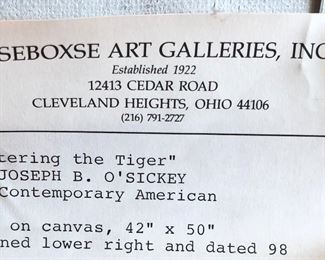 SEBOXSE ART GALLERIES, INC
Established 1922
12413 CEDAR ROAD
CLEVELAND HEIGHTS, OHIO 44106
(216) 791-2727
tering the Tiger"
JOSEPH B. O'SICKEY
Contemporary American
on canvas, 42" x 50"
ned lower right and dated 98